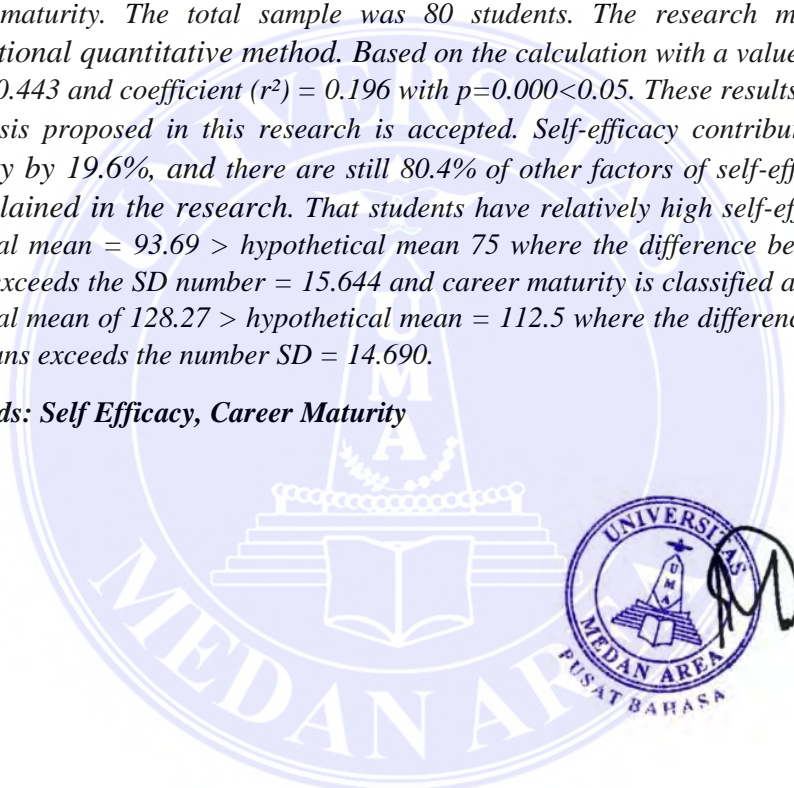 maturity. The total sample was 80 students. The research m
tional quantitative method. Based on the calculation with a value
0.443 and coefficient (r²) = 0.196 with p=0.000<0.05. These results
sis proposed in this research is accepted. Self-efficacy contribu
y by 19.6%, and there are still 80.4% of other factors of self-eff
lained in the research. That students have relatively high self-ef
al mean = 93.69 > hypothetical mean 75 where the difference be
xceeds the SD number = 15.644 and career maturity is classified a
al mean of 128.27 > hypothetical mean = 112.5 where the differenc
ans exceeds the number SD = 14.690.
ds: Self Efficacy, Career Maturity
UNIVERSITAS
UMA
MEDAN AREA
UNIVERSITAS
UMA
MEDAN AREA
PUSAT BAHASA